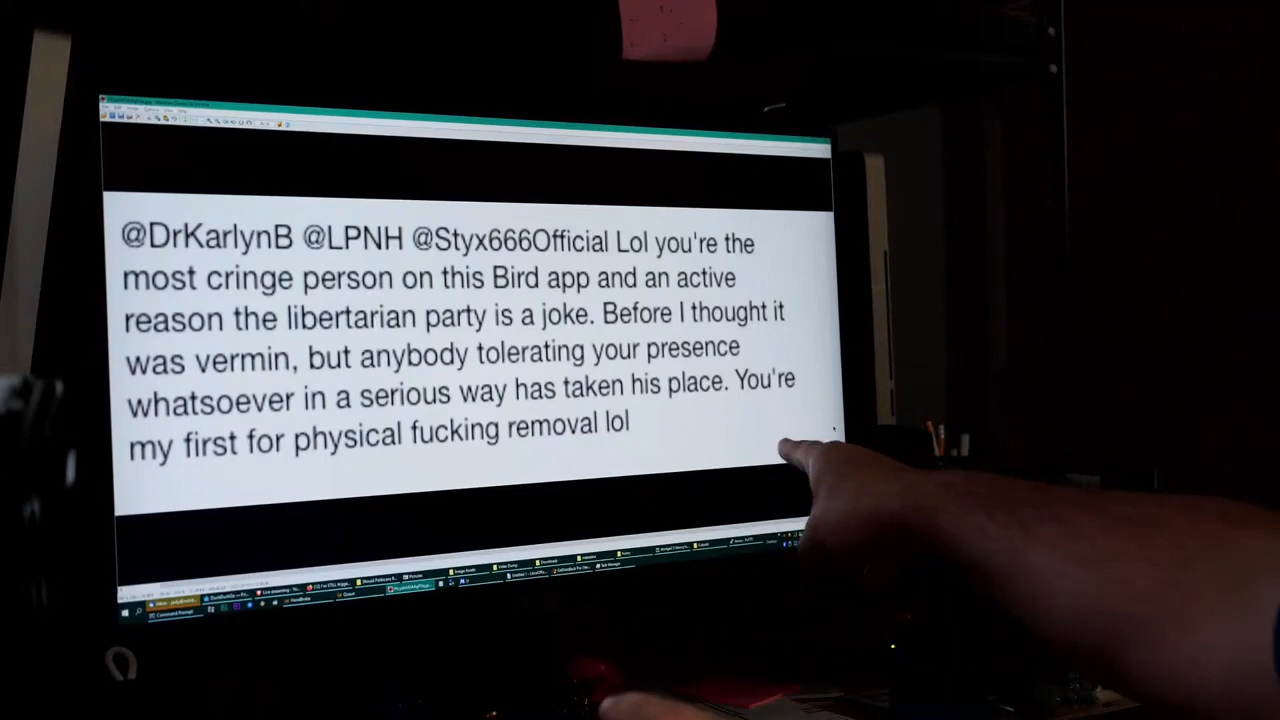 @DrKarlynB @LPNH @Styx666Official Lol you're the
most cringe person on this Bird app and an active
reason the libertarian party is a joke. Before I thought it
was vermin, but anybody tolerating your presence
whatsoever in a serious way has taken his place. You're
my first for physical fucking removal lol
Command Prompt